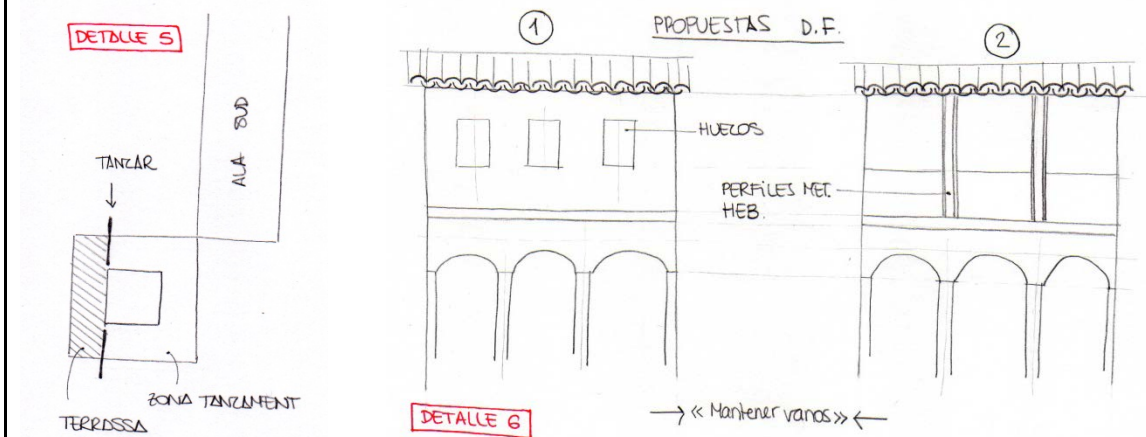 DETALLE 5
TANCAR
ALA SUD
ZONA TANCAMENT
TERRASSA
PROPUESTAS D.F.
1
2
HUECOS
PERFILES MET.
HEB.
DETALLE 6
« Mantener vanos »